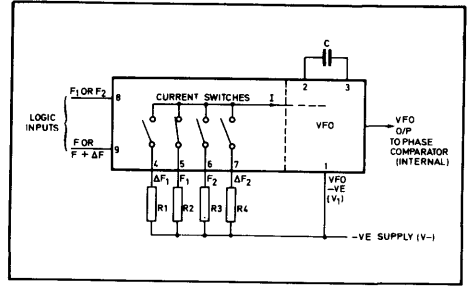 C
2 3
F1 OR F2
8
CURRENT SWITCHES I
LOGIC
INPUTS
VFO
VFO
O/P
TO PHASE
COMPARATOR
(INTERNAL)
F OR
F + ΔF
9
4 5 6 7 1
ΔF1 F1 F2 ΔF2
VFO
-VE
(V1)
R1 R2 R3 R4
-VE SUPPLY (V-)